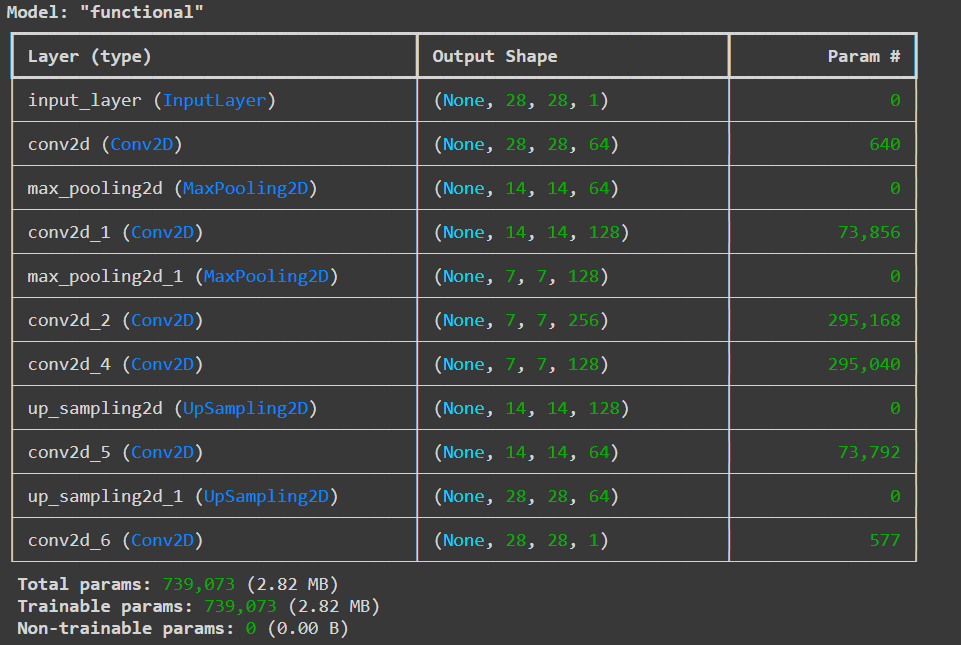 Model: "functional"
Layer (type) Output Shape Param #
input_layer (InputLayer) (None, 28, 28, 1) 0
conv2d (Conv2D) (None, 28, 28, 64) 640
max_pooling2d (MaxPooling2D) (None, 14, 14, 64) 0
conv2d_1 (Conv2D) (None, 14, 14, 128) 73,856
max_pooling2d_1 (MaxPooling2D) (None, 7, 7, 128) 0
conv2d_2 (Conv2D) (None, 7, 7, 256) 295,168
conv2d_4 (Conv2D) (None, 7, 7, 128) 295,040
up_sampling2d (UpSampling2D) (None, 14, 14, 128) 0
conv2d_5 (Conv2D) (None, 14, 14, 64) 73,792
up_sampling2d_1 (UpSampling2D) (None, 28, 28, 64) 0
conv2d_6 (Conv2D) (None, 28, 28, 1) 577
Total params: 739,073 (2.82 MB)
Trainable params: 739,073 (2.82 MB)
Non-trainable params: 0 (0.00 B)